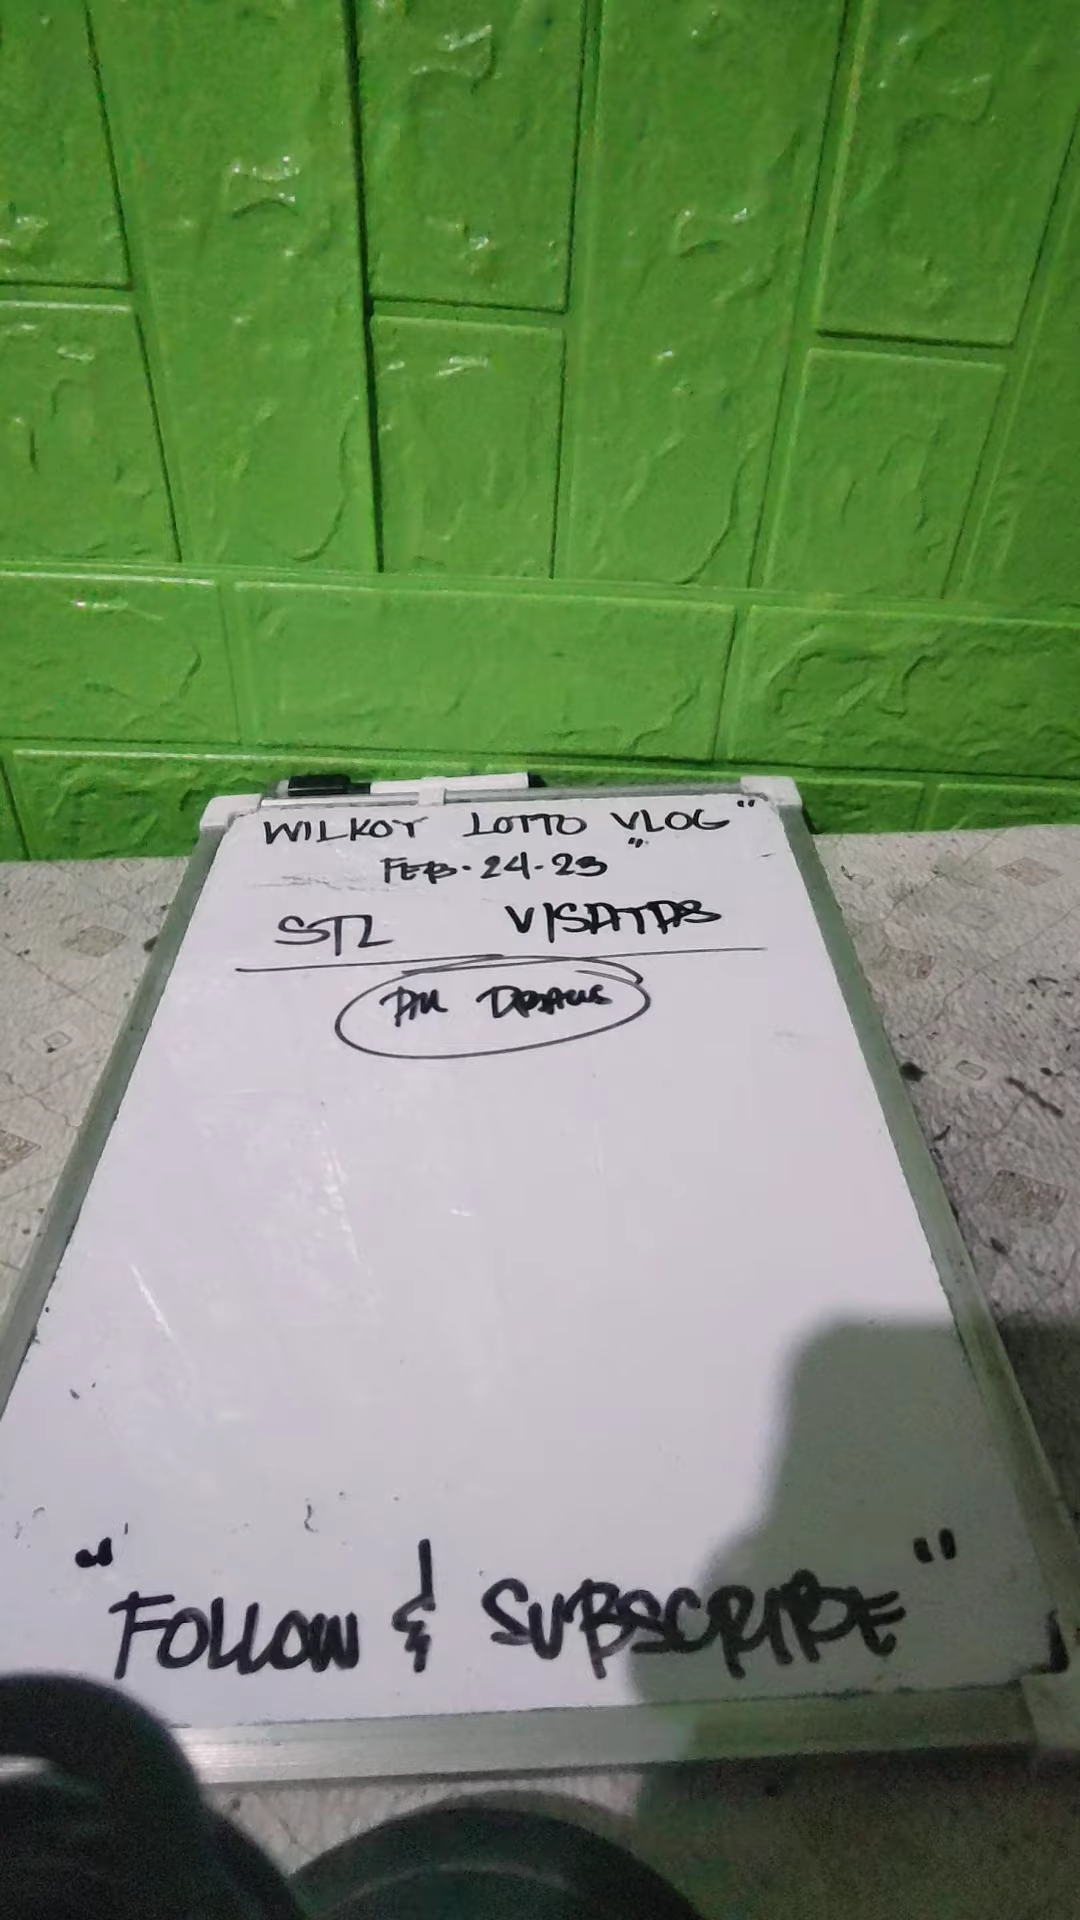 WILKOY LOTTO VLOG"
FEB-24-23"
STL VISAYAS
PM DRAWS
"FOLLOW & SUBSCRIBE"